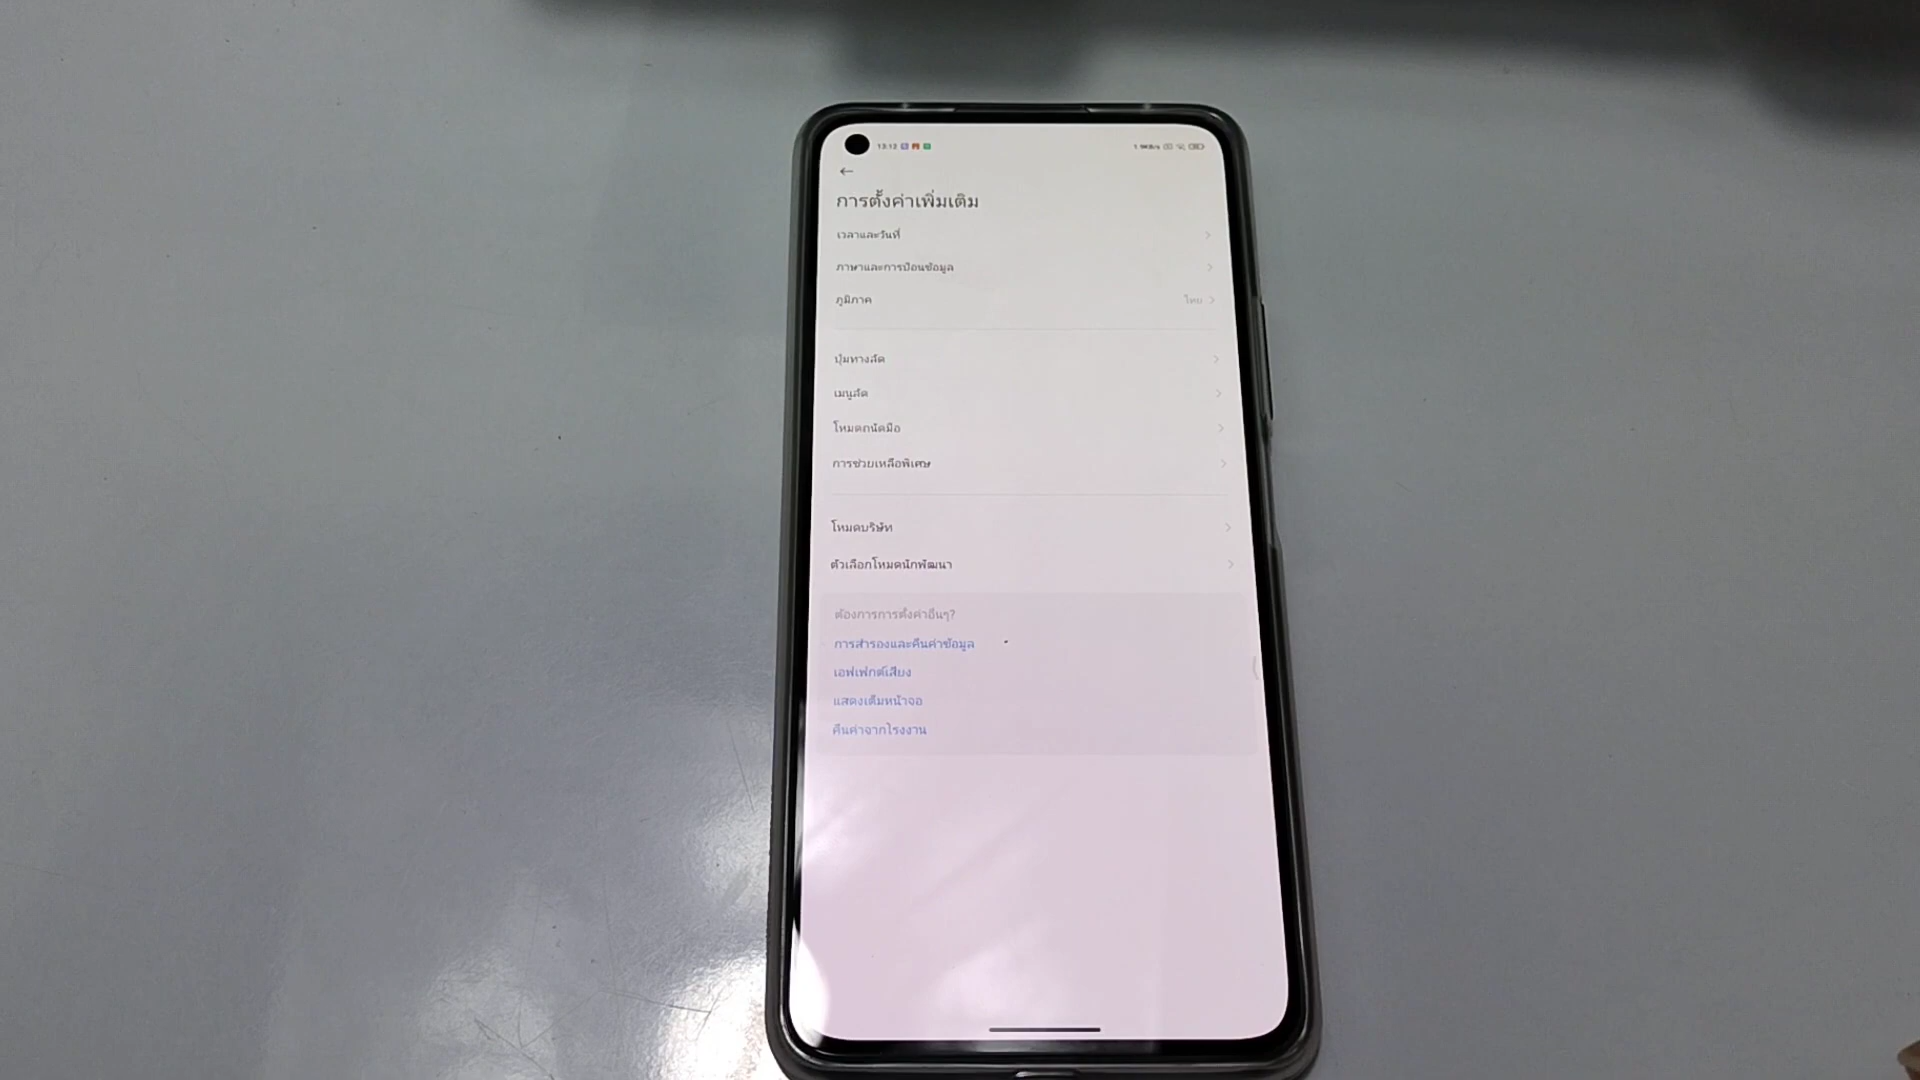 13:12
1.9KB/s
การตั้งค่าเพิ่มเติม
เวลาและวันที่
ภาษาและการป้อนข้อมูล
ภูมิภาค ไทย
ปุ่มทางลัด
เมนูลัด
โหมดถนัดมือ
การช่วยเหลือพิเศษ
โหมดบริษัท
ตัวเลือกโหมดนักพัฒนา
ต้องการการตั้งค่าอื่นๆ?
การสำรองและคืนค่าข้อมูล
เอฟเฟกต์เสียง
แสดงเต็มหน้าจอ
คืนค่าจากโรงงาน